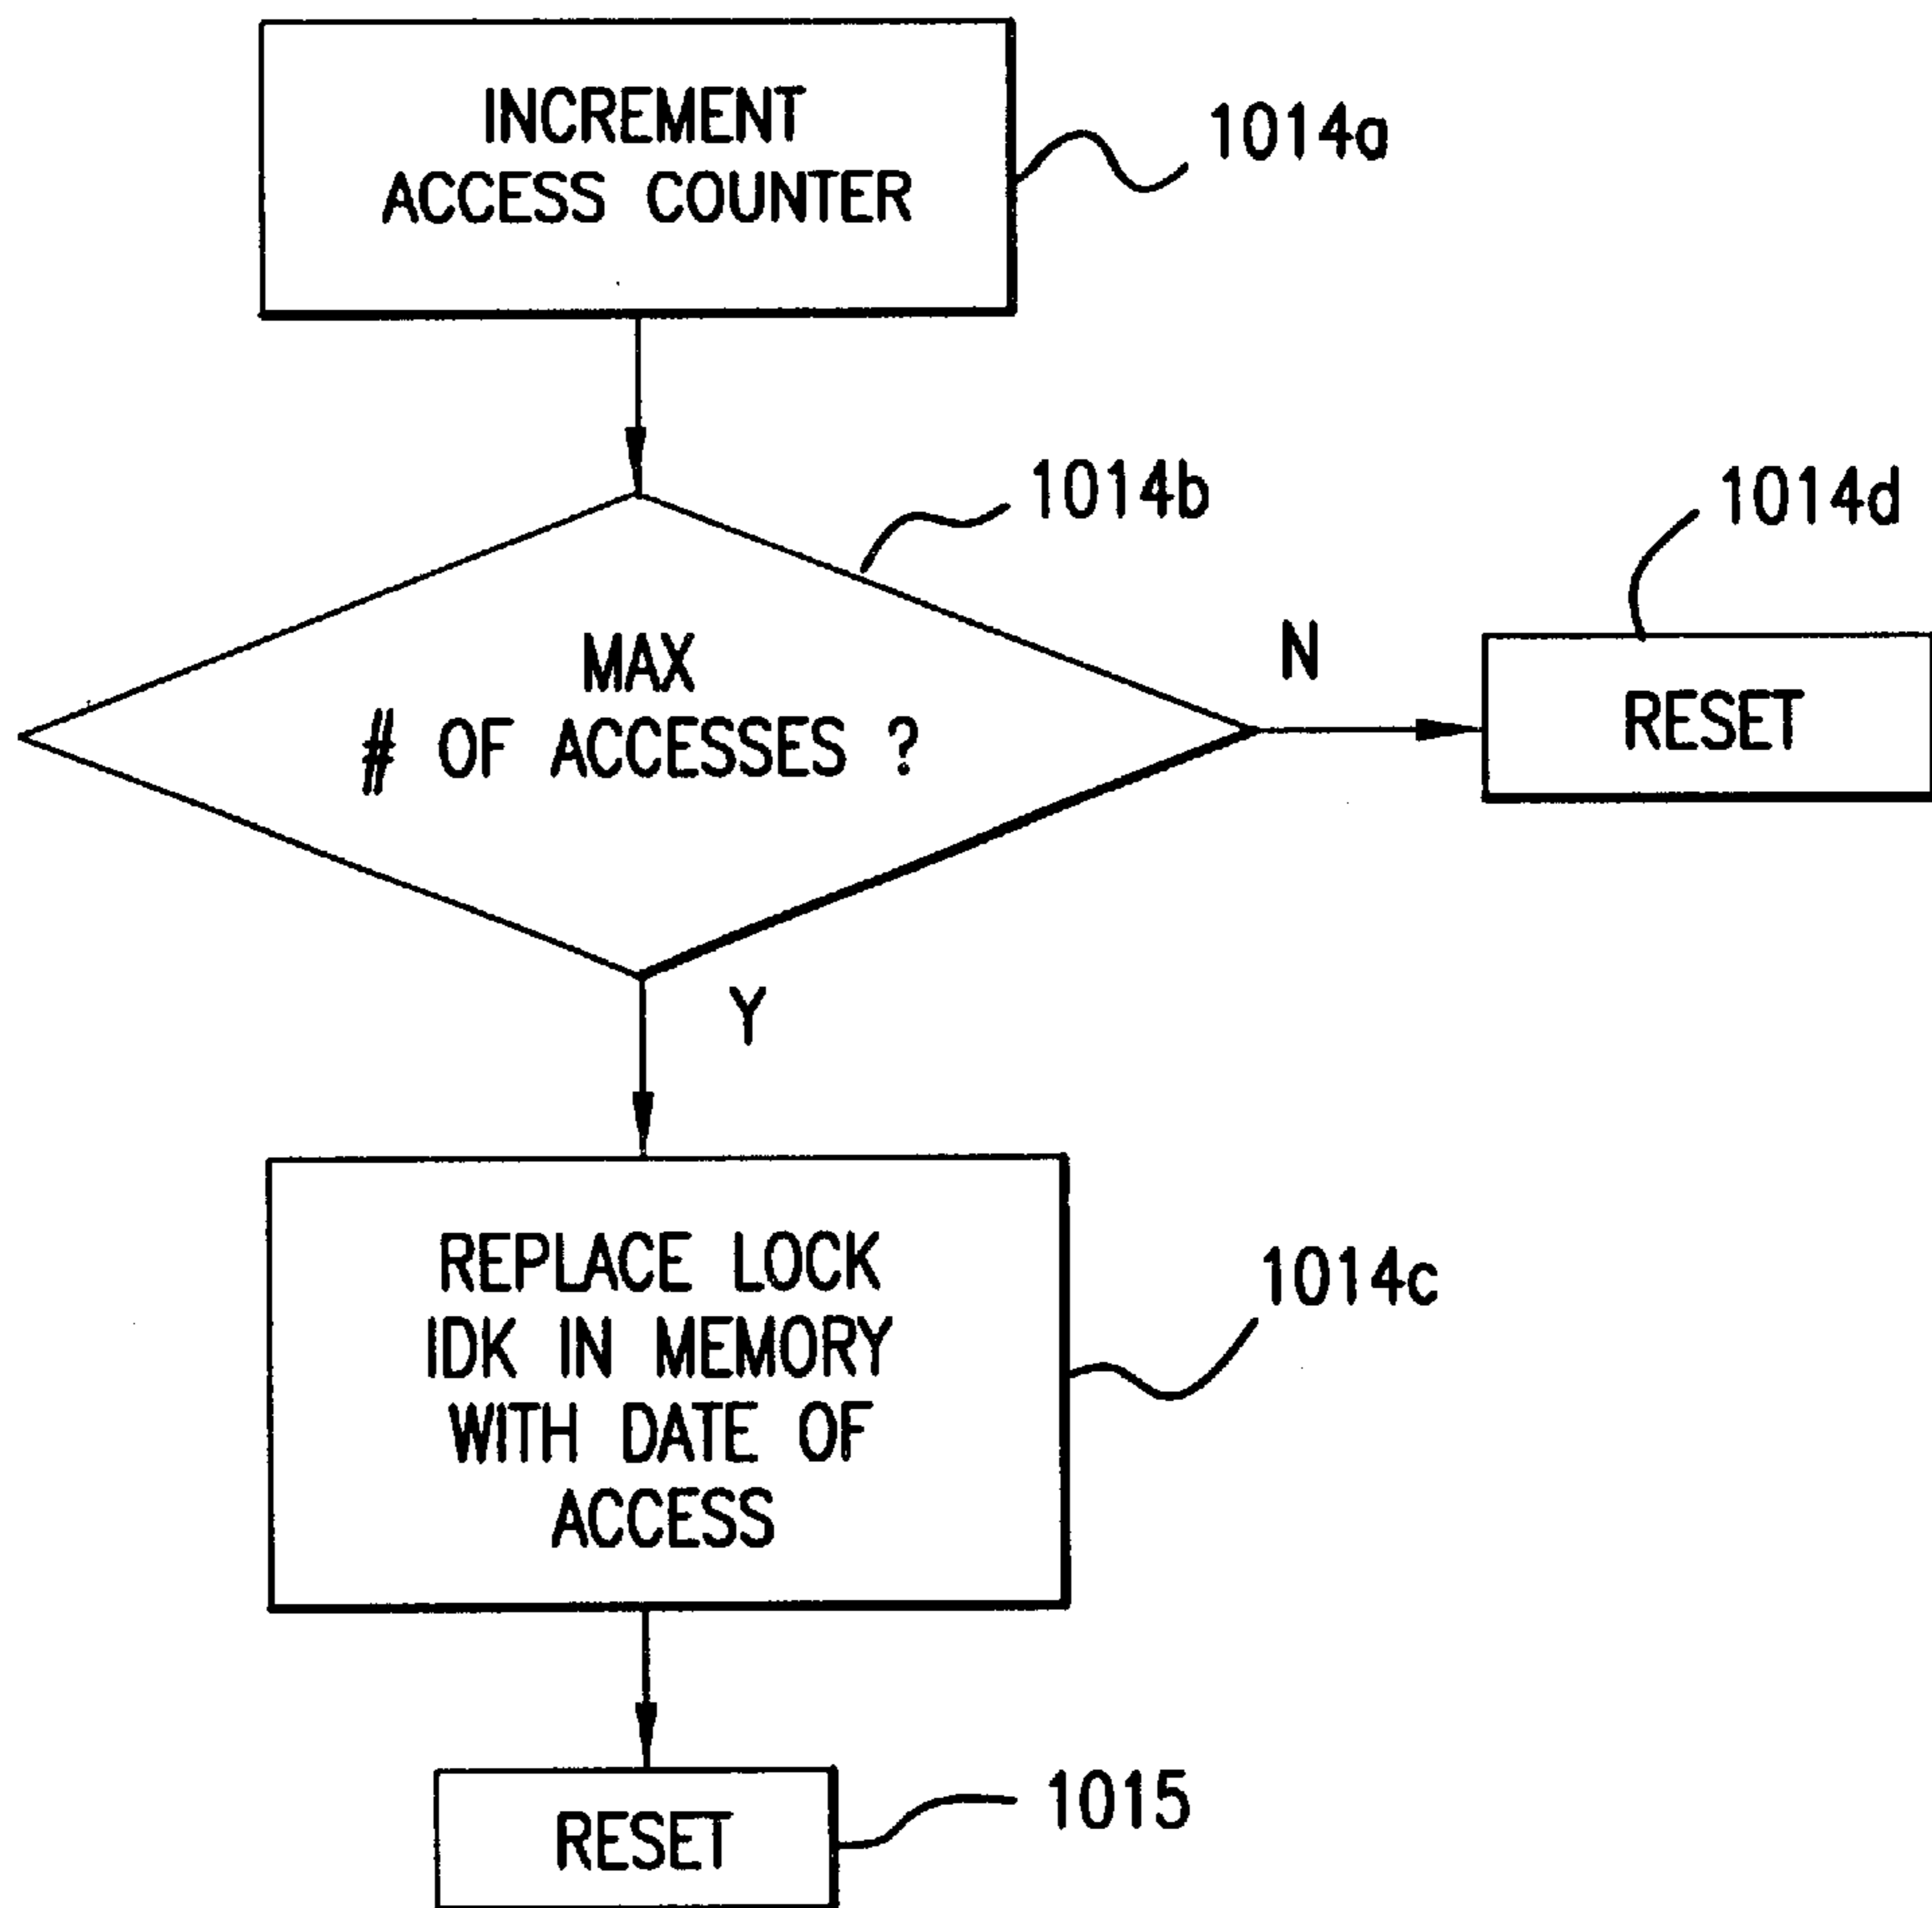 INCREMENT
ACCESS COUNTER
1014a
1014b
1014d
MAX
# OF ACCESSES ?
N
RESET
Y
REPLACE LOCK
IDK IN MEMORY
WITH DATE OF
ACCESS
1014c
RESET
1015